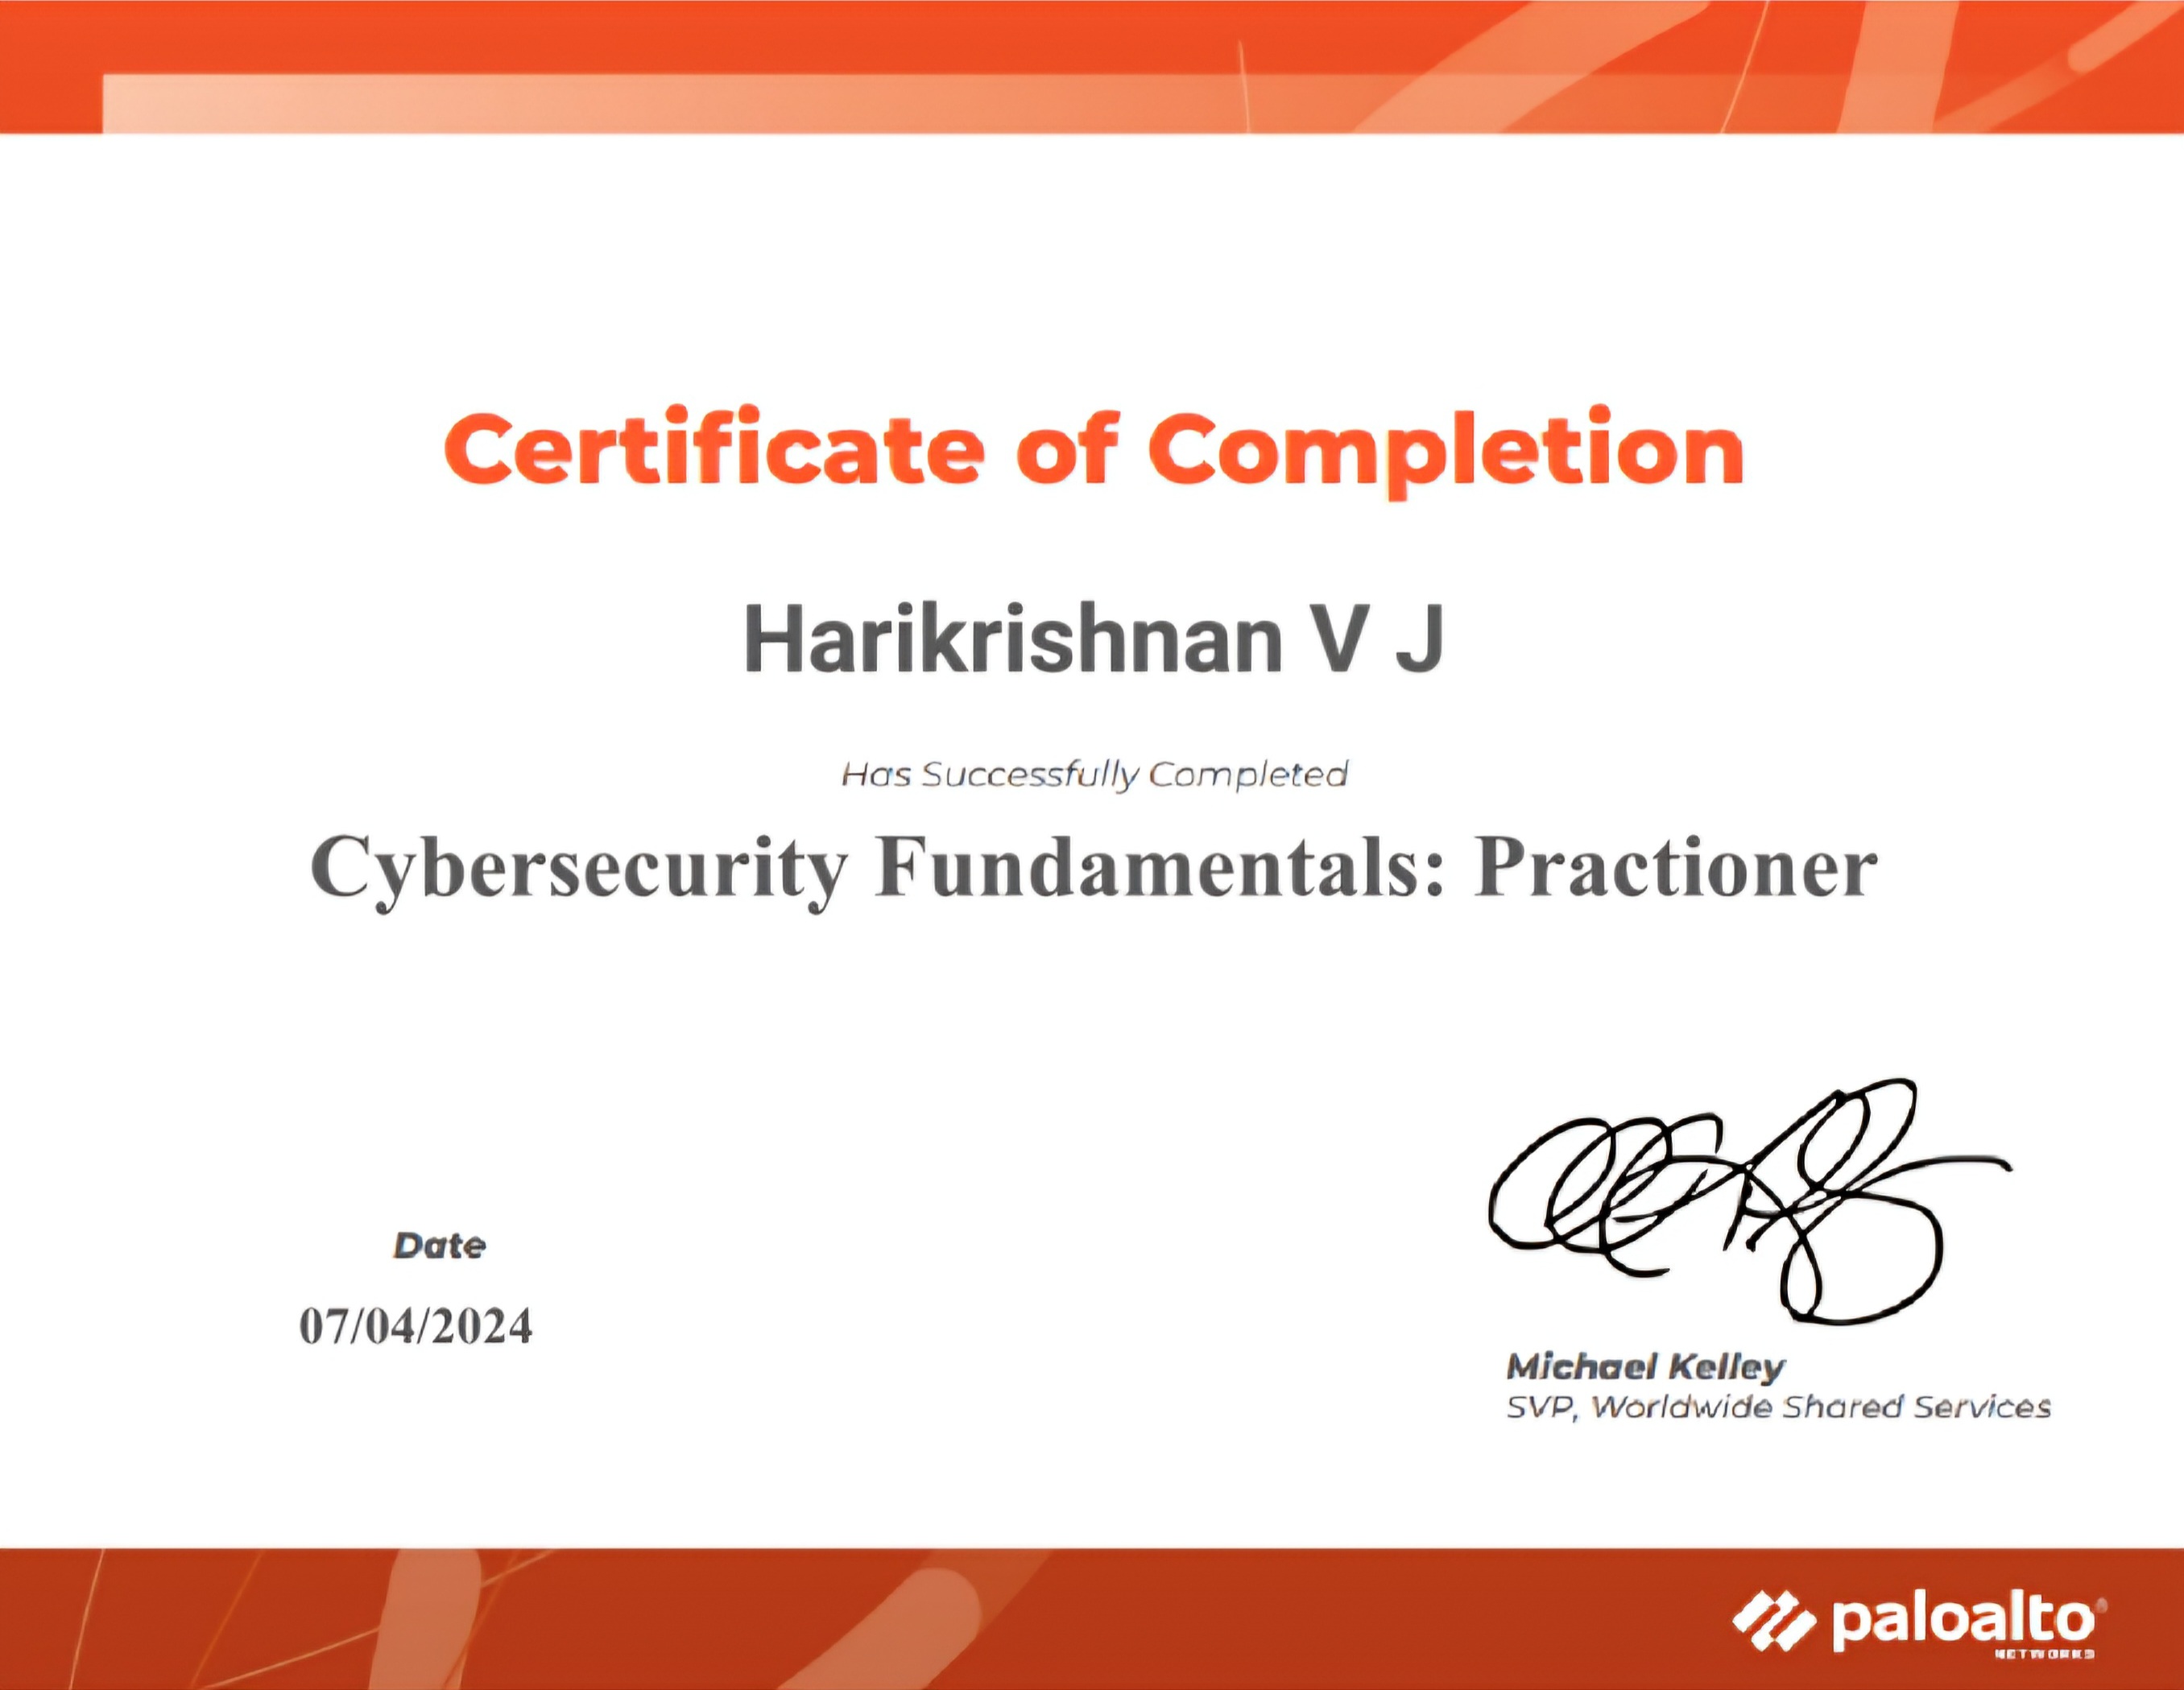 Certificate of Completion
Harikrishnan V J
Has Successfully Completed
Cybersecurity Fundamentals: Practioner
Date
07/04/2024
Michael Kelley
SVP, Worldwide Shared Services
paloalto®
NETWORKS